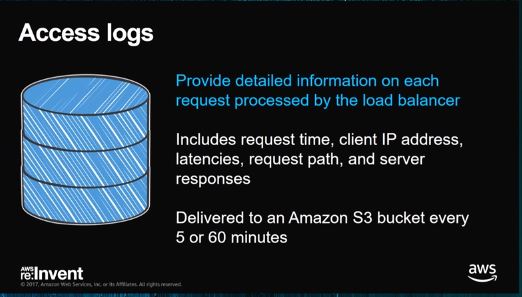 Access logs
Provide detailed information on each
request processed by the load balancer
Includes request time, client IP address,
latencies, request path, and server
responses
Delivered to an Amazon S3 bucket every
5 or 60 minutes
AWS
re:Invent
© 2017, Amazon Web Services, Inc. or its Affiliates. All rights reserved.
aws